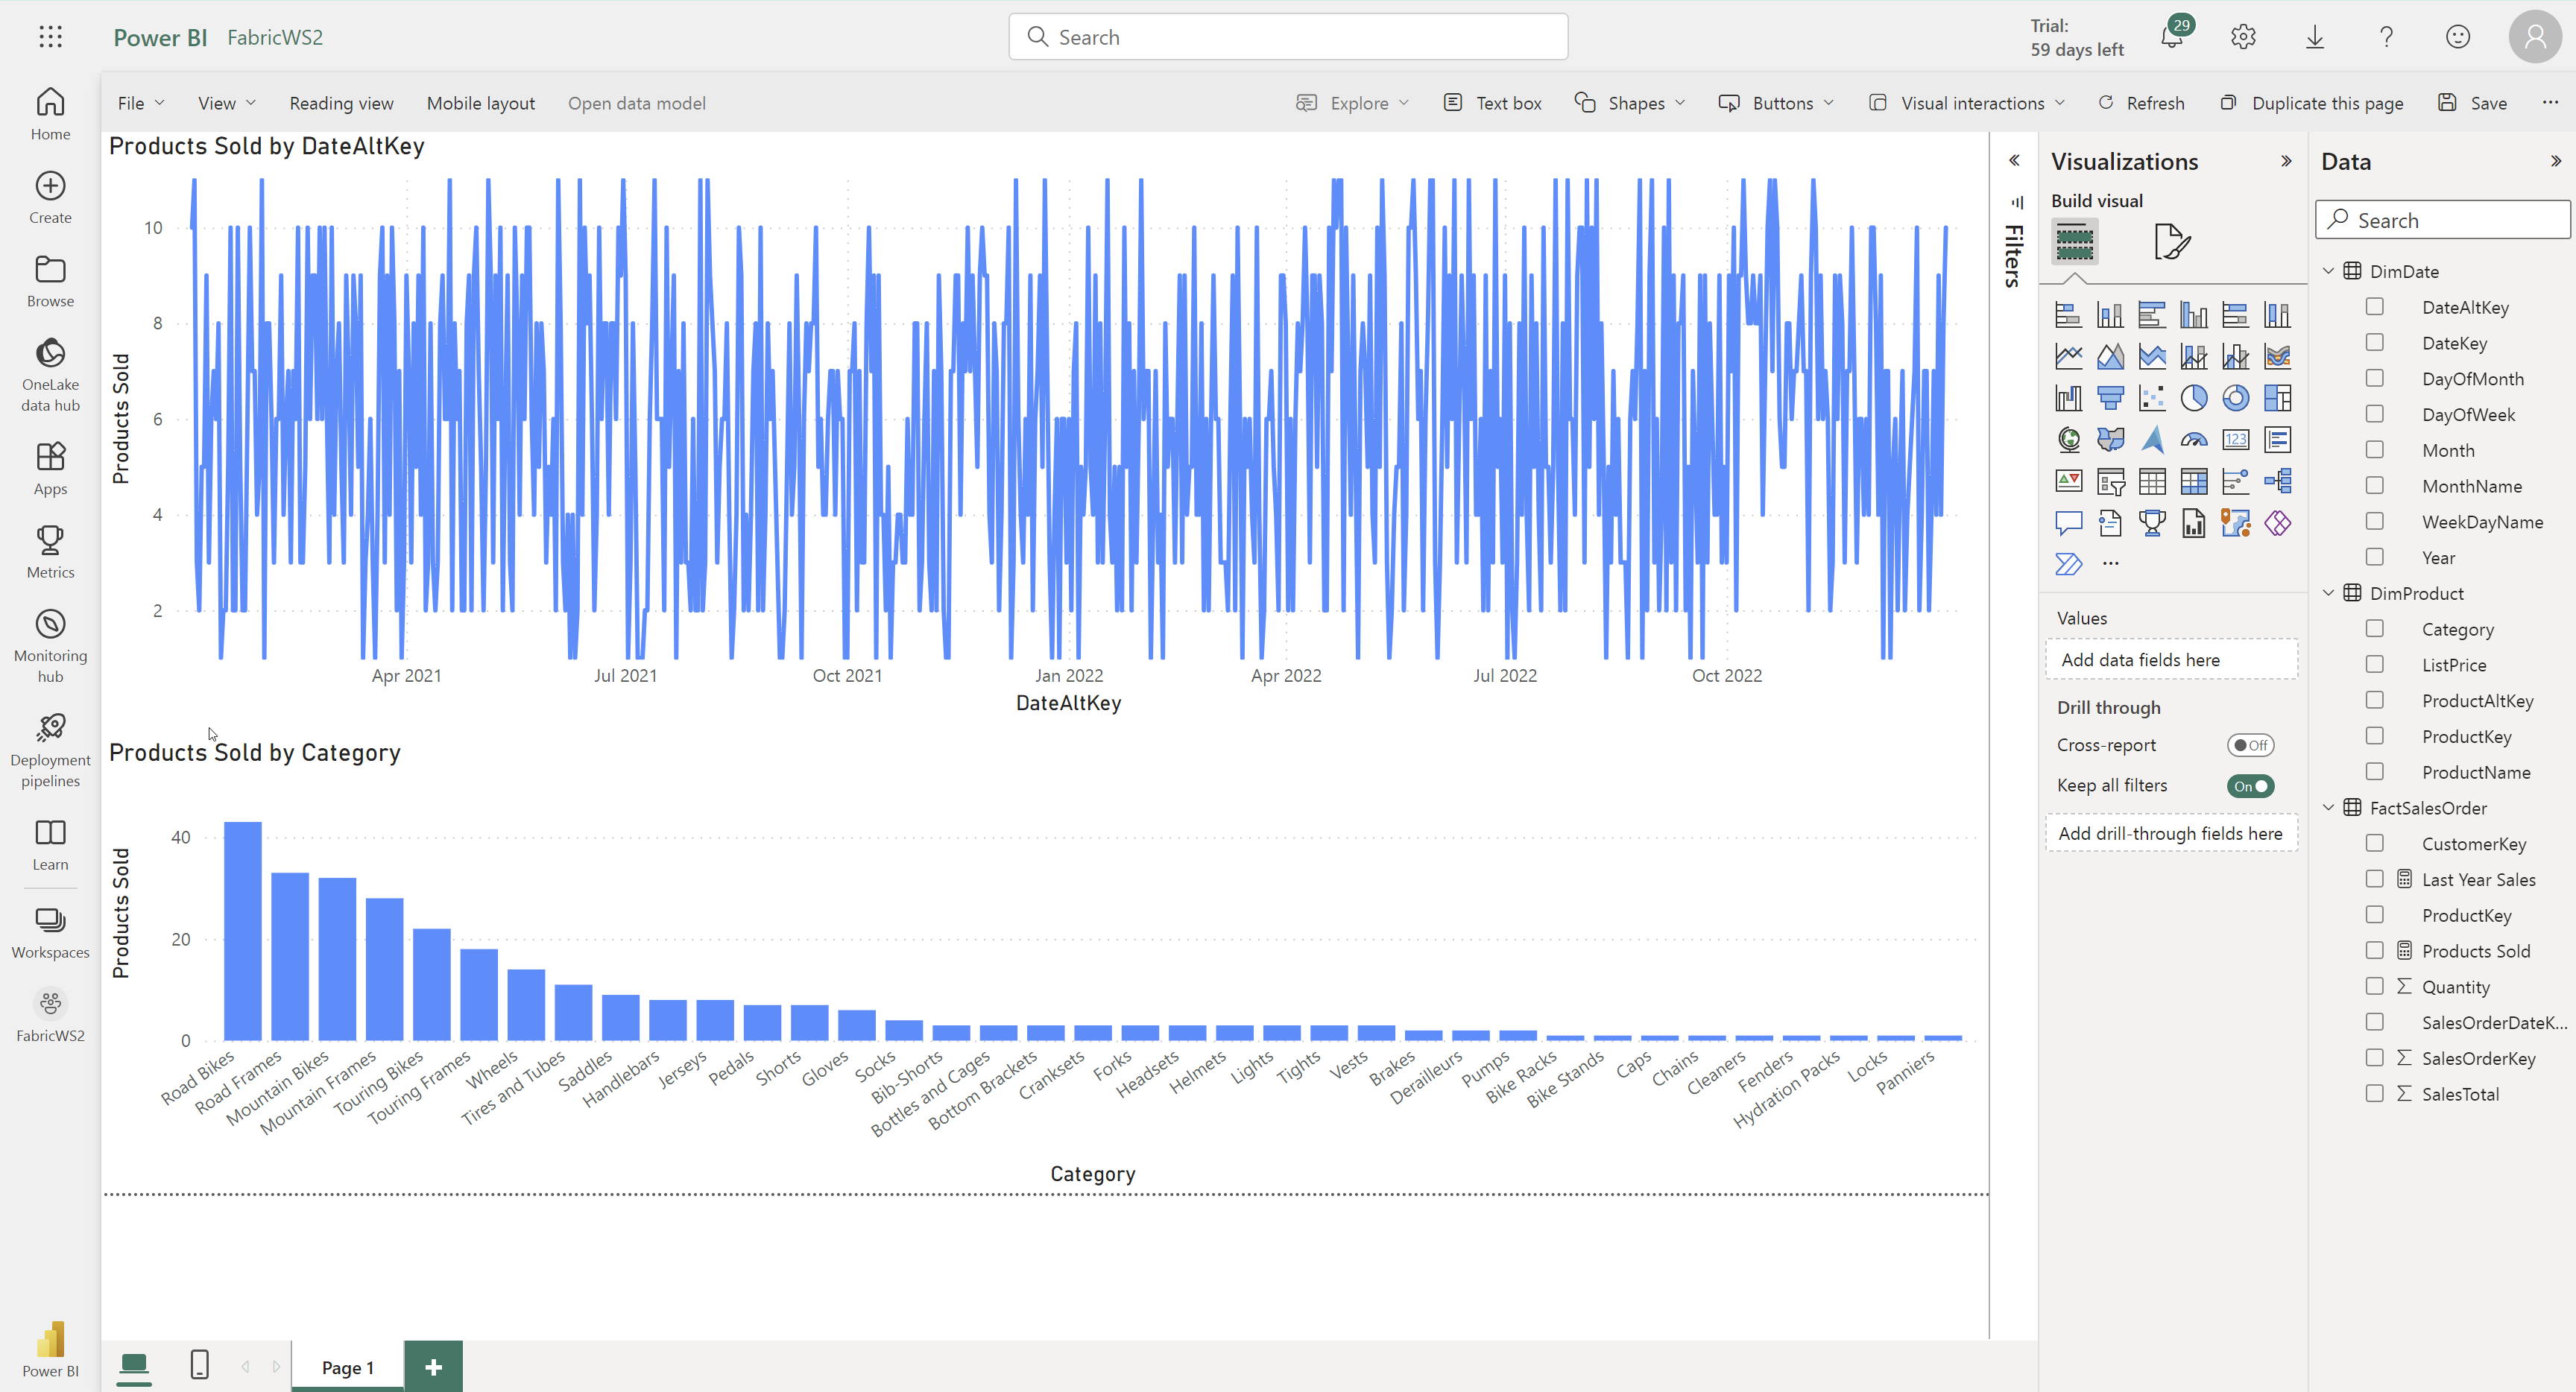 Power BI FabricWS2
Search
Trial:
59 days left
29
File View Reading view Mobile layout Open data model
Explore Text box Shapes Buttons Visual interactions Refresh Duplicate this page Save
Home
Create
Browse
OneLake
data hub
Apps
Metrics
Monitoring
hub
Deployment
pipelines
Learn
Workspaces
FabricWS2
Power BI
Products Sold by DateAltKey
Products Sold
10
8
6
4
2
Apr 2021 Jul 2021 Oct 2021 Jan 2022 Apr 2022 Jul 2022 Oct 2022
DateAltKey
Products Sold by Category
Products Sold
40
20
0
Road Bikes
Road Frames
Mountain Bikes
Mountain Frames
Touring Bikes
Touring Frames
Wheels
Tires and Tubes
Saddles
Handlebars
Jerseys
Pedals
Shorts
Gloves
Socks
Bib-Shorts
Bottles and Cages
Bottom Brackets
Cranksets
Forks
Headsets
Helmets
Lights
Tights
Vests
Brakes
Derailleurs
Pumps
Bike Racks
Bike Stands
Caps
Chains
Cleaners
Fenders
Hydration Packs
Locks
Panniers
Category
Page 1
Filters
Visualizations
Build visual
123
Values
Add data fields here
Drill through
Cross-report Off
Keep all filters On
Add drill-through fields here
Data
Search
DimDate
DateAltKey
DateKey
DayOfMonth
DayOfWeek
Month
MonthName
WeekDayName
Year
DimProduct
Category
ListPrice
ProductAltKey
ProductKey
ProductName
FactSalesOrder
CustomerKey
Last Year Sales
ProductKey
Products Sold
Quantity
SalesOrderDateK...
SalesOrderKey
SalesTotal